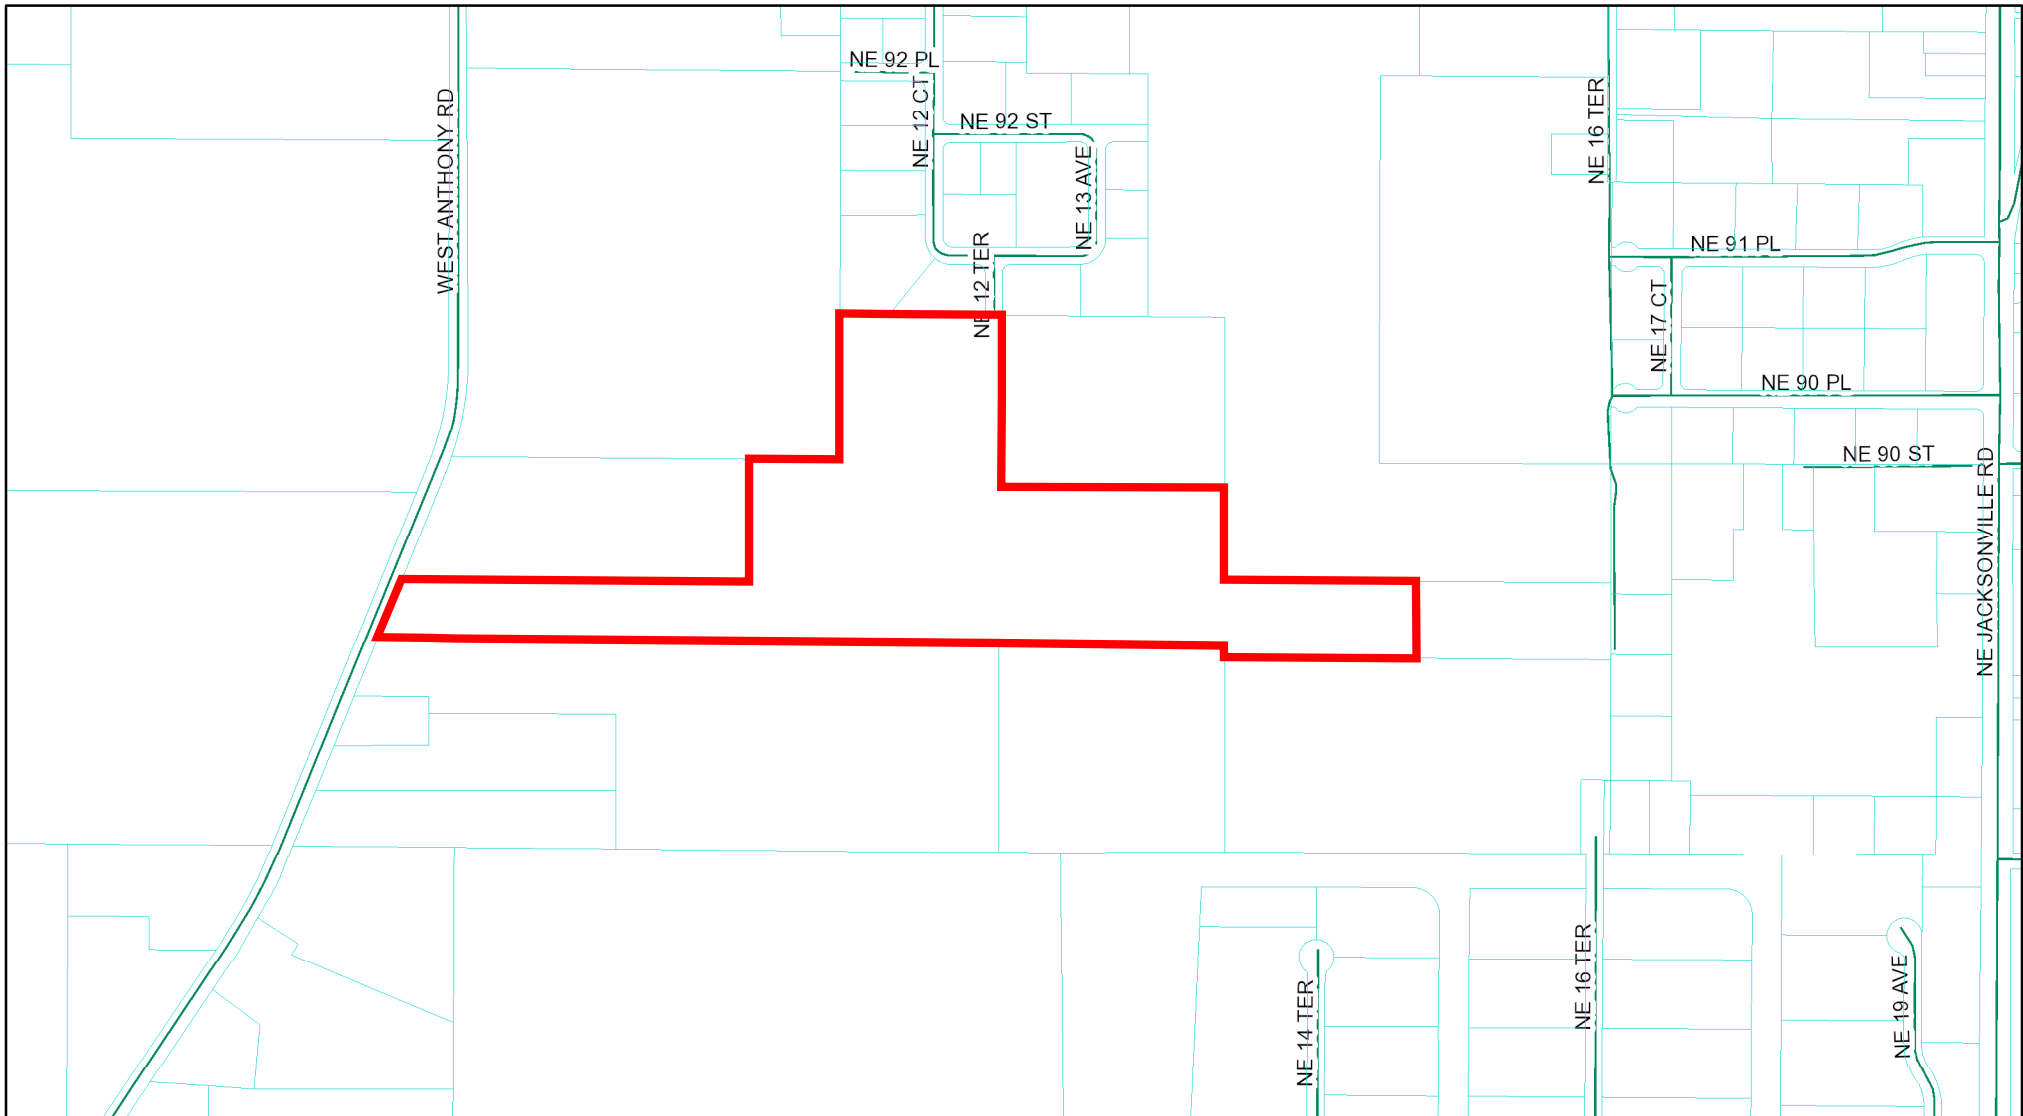 NE 92 PL
NE 12 CT
NE 92 ST
NE 13 AVE
NE 12 TER
WEST ANTHONY RD
NE 16 TER
NE 91 PL
NE 17 CT
NE 90 PL
NE 90 ST
NE JACKSONVILLE RD
NE 14 TER
NE 16 TER
NE 19 AVE